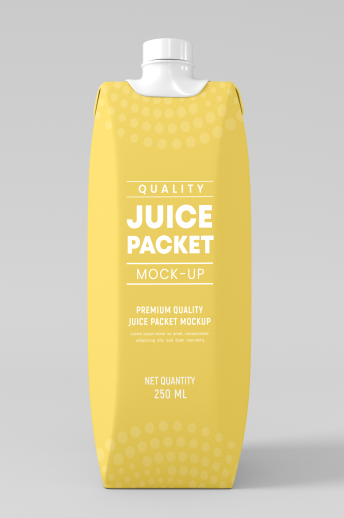 QUALITY
JUICE
PACKET
MOCK-UP
PREMIUM QUALITY
JUICE PACKET MOCKUP
NET QUANTITY
250 ML